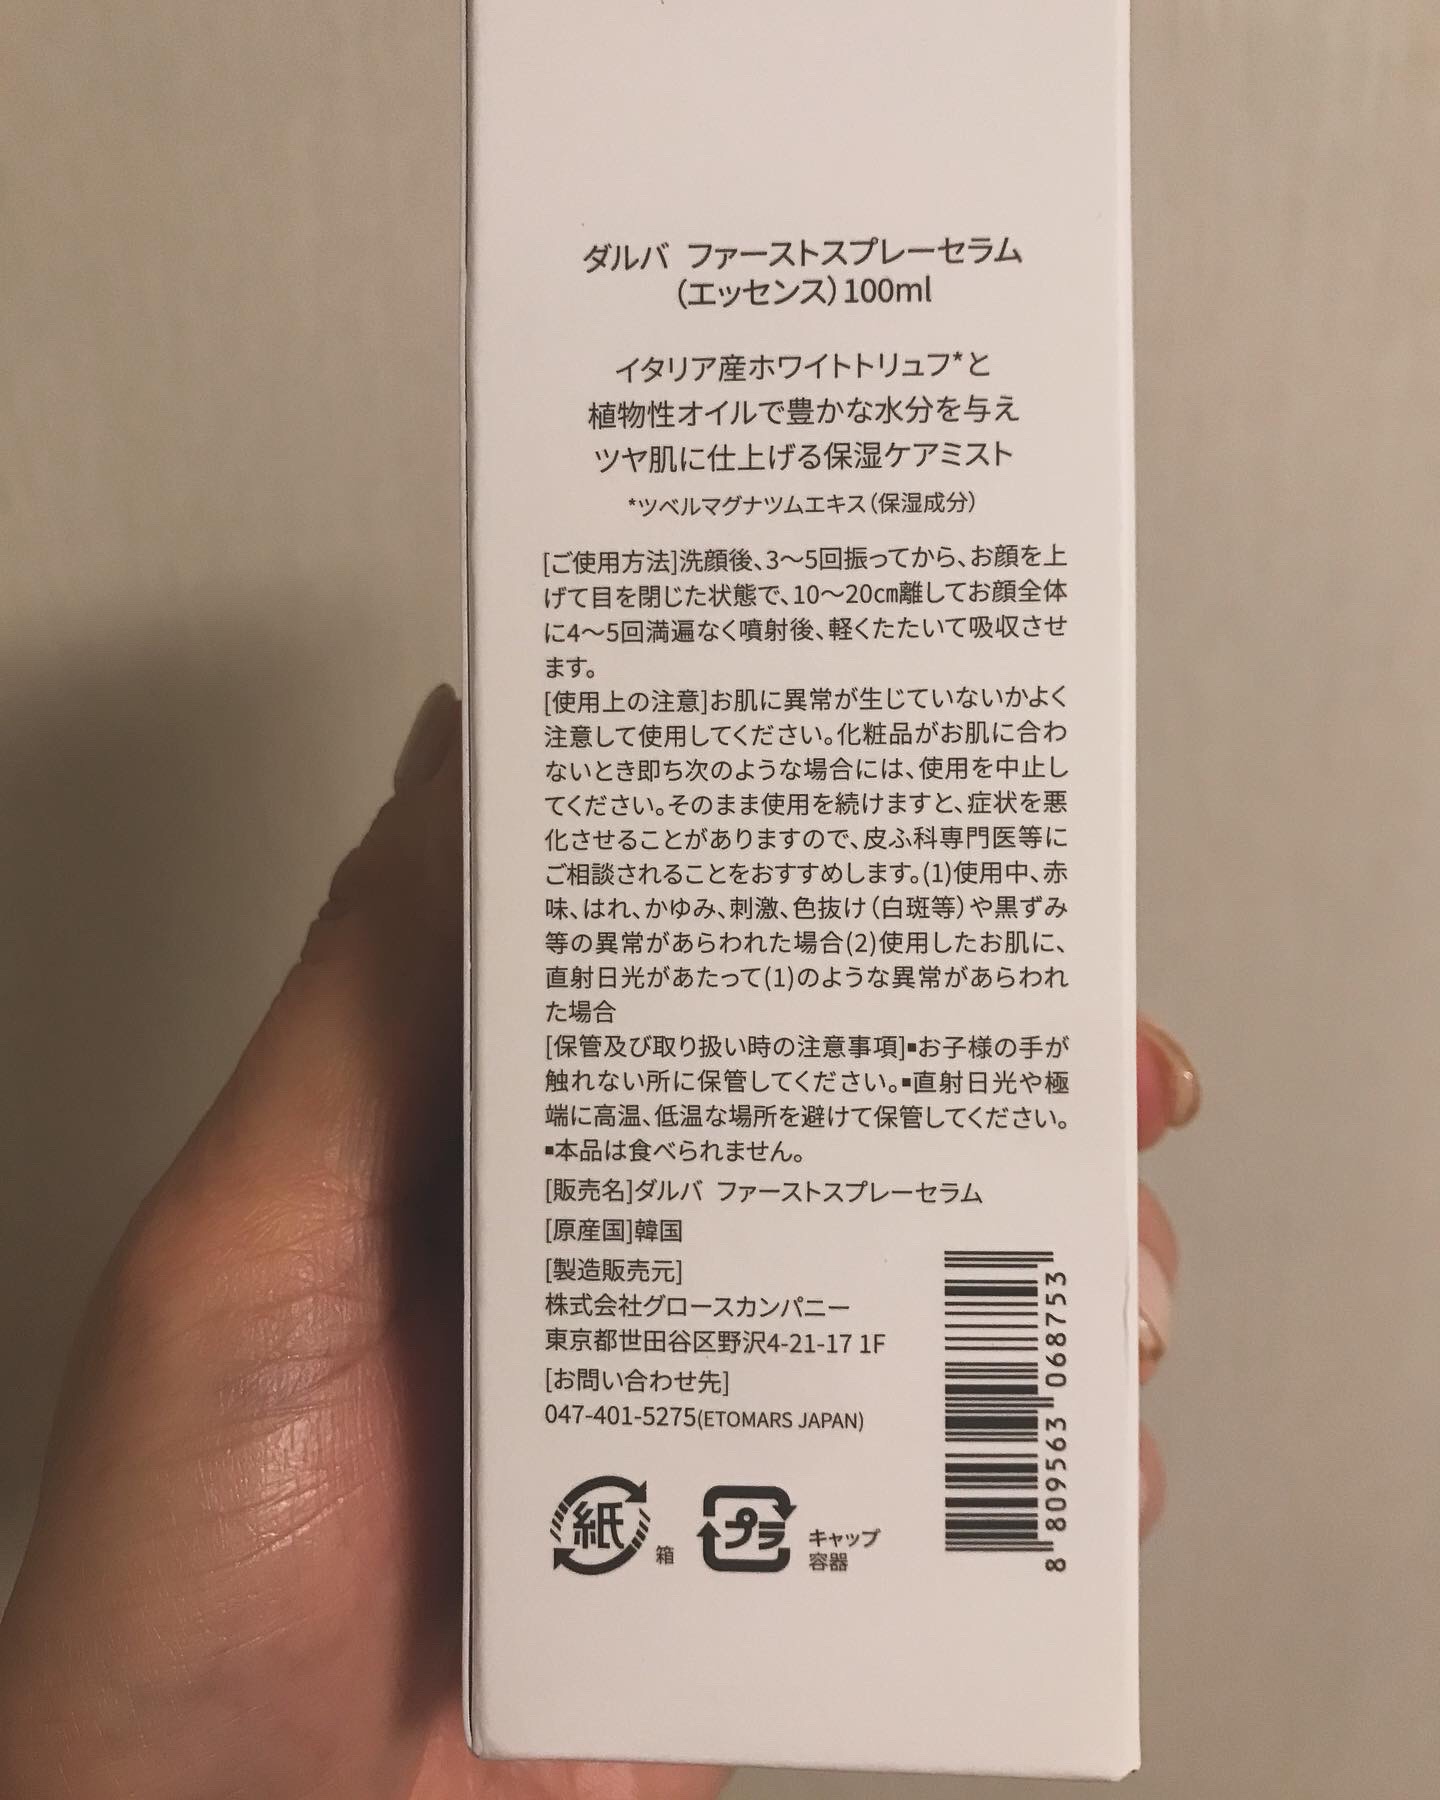 ダルバ ファーストスプレーセラム
（エッセンス）100ml
イタリア産ホワイトトリュフ*と
植物性オイルで豊かな水分を与え
ツヤ肌に仕上げる保湿ケアミスト
*ツベルマグナツムエキス（保湿成分）
[ご使用方法]洗顔後、3～5回振ってから、お顔を上
げて目を閉じた状態で、10～20㎝離してお顔全体
に4～5回満遍なく噴射後、軽くたたいて吸収させ
ます。
[使用上の注意]お肌に異常が生じていないかよく
注意して使用してください。化粧品がお肌に合わ
ないとき即ち次のような場合には、使用を中止し
てください。そのまま使用を続けますと、症状を悪
化させることがありますので、皮ふ科専門医等に
ご相談されることをおすすめします。(1)使用中、赤
味、はれ、かゆみ、刺激、色抜け（白斑等）や黒ずみ
等の異常があらわれた場合(2)使用したお肌に、
直射日光があたって(1)のような異常があらわれ
た場合
[保管及び取り扱い時の注意事項]▪お子様の手が
触れない所に保管してください。▪直射日光や極
端に高温、低温な場所を避けて保管してください。
▪本品は食べられません。
[販売名]ダルバ ファーストスプレーセラム
[原産国]韓国
[製造販売元]
株式会社グロースカンパニー
東京都世田谷区野沢4-21-17 1F
[お問い合わせ先]
047-401-5275(ETOMARS JAPAN)
8 809563 068753
紙 箱
プラ キャップ
容器